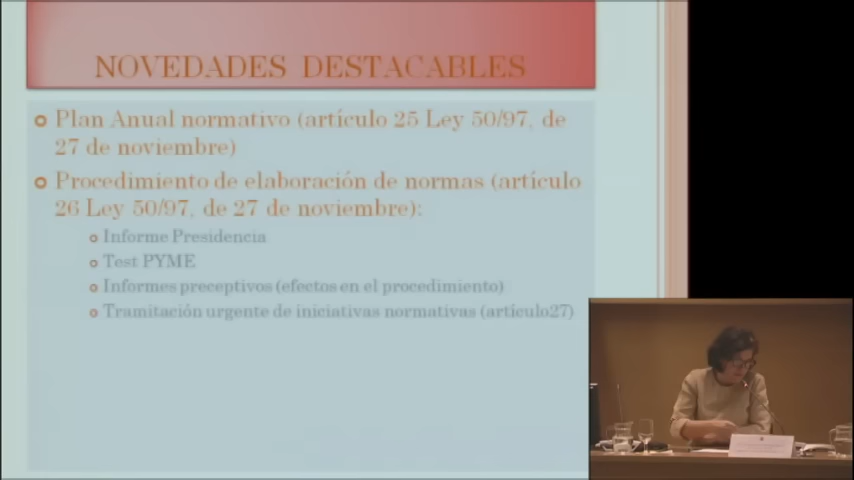 NOVEDADES DESTACABLES
Plan Anual normativo (artículo 25 Ley 50/97, de
27 de noviembre)
Procedimiento de elaboración de normas (artículo
26 Ley 50/97, de 27 de noviembre):
Informe Presidencia
Test PYME
Informes preceptivos (efectos en el procedimiento)
Tramitación urgente de iniciativas normativas (artículo27)